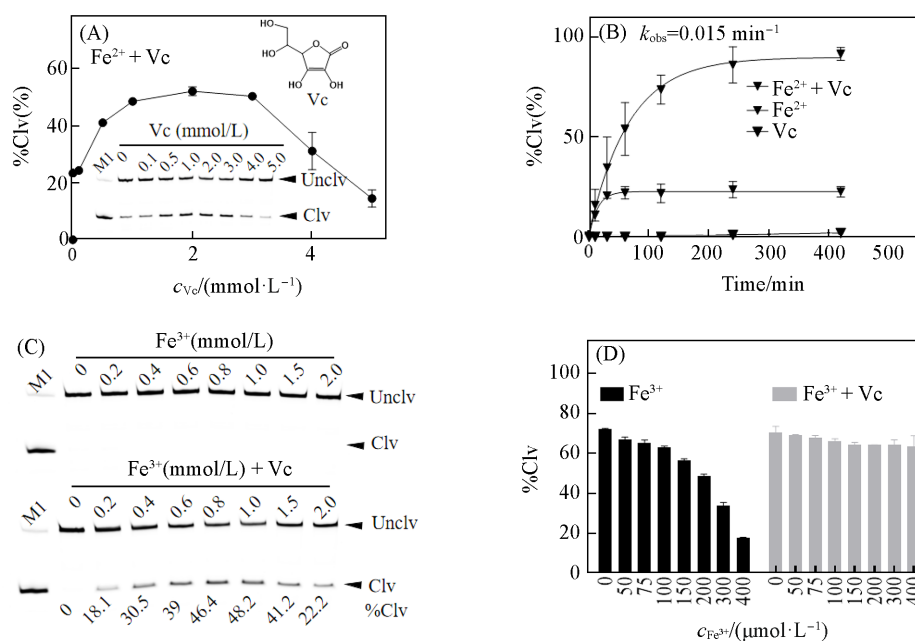 (A)
Fe²⁺ + Vc
HO
HO
O
O
HO
OH
Vc
%Clv(%)
60
40
20
0
Vc (mmol/L)
M1 0 0.1 0.5 1.0 2.0 3.0 4.0 5.0
Unclv
Clv
0 2 4
c_Vc/(mmol·L⁻¹)
(B)
k_obs=0.015 min⁻¹
%Clv(%)
100
50
0
Fe²⁺ + Vc
Fe²⁺
Vc
0 100 200 300 400 500
Time/min
(C)
Fe³⁺(mmol/L)
M1 0 0.2 0.4 0.6 0.8 1.0 1.5 2.0
Unclv
Clv
Fe³⁺(mmol/L) + Vc
M1 0 0.2 0.4 0.6 0.8 1.0 1.5 2.0
Unclv
Clv
0 18.1 30.5 39 46.4 48.2 41.2 22.2 %Clv
(D)
%Clv
100
80
60
40
20
0
Fe³⁺
Fe³⁺ + Vc
0 50 75 100 150 200 300 400 0 50 75 100 150 200 300 400
c_Fe³⁺/(μmol·L⁻¹)